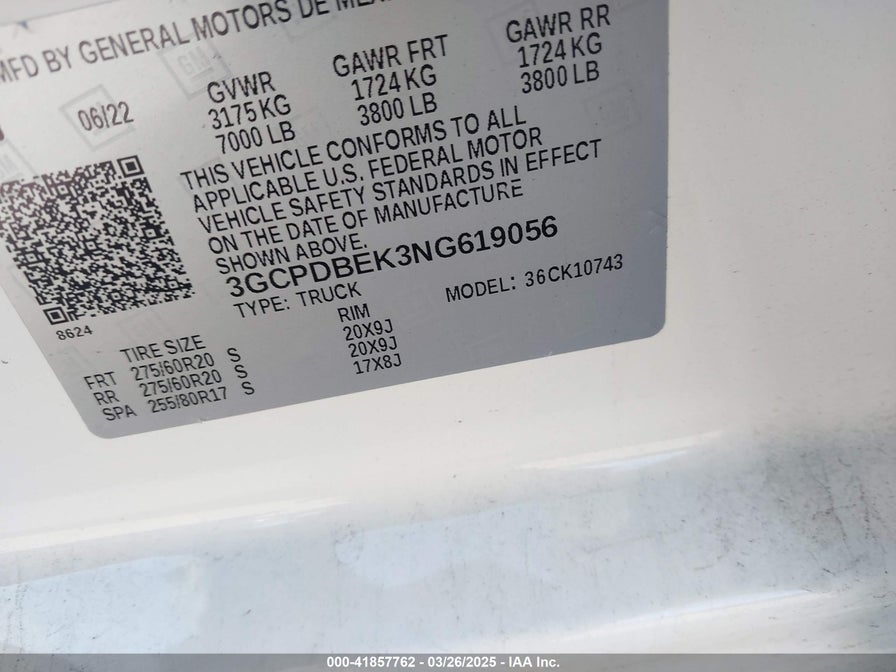 MFD BY GENERAL MOTORS DE
06/22
GVWR
3175 KG
7000 LB
GAWR FRT
1724 KG
3800 LB
GAWR RR
1724 KG
3800 LB
THIS VEHICLE CONFORMS TO ALL
APPLICABLE U.S. FEDERAL MOTOR
VEHICLE SAFETY STANDARDS IN EFFECT
ON THE DATE OF MANUFACTURE
SHOWN ABOVE.
3GCPDBEK3NG619056
TYPE: TRUCK
MODEL: 36CK10743
8624
TIRE SIZE RIM
FRT 275/60R20 S 20X9J
RR 275/60R20 S 20X9J
SPA 255/80R17 S 17X8J
000-41857762 - 03/26/2025 - IAA Inc.